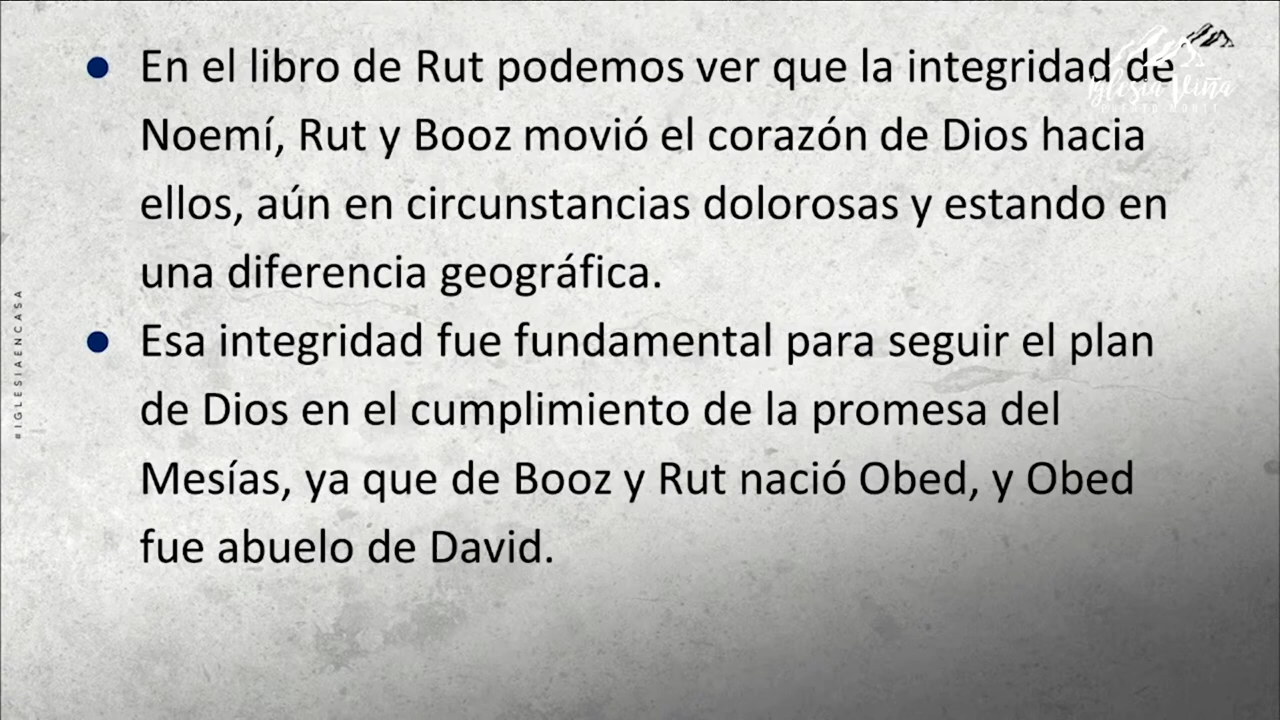 En el libro de Rut podemos ver que la integridad de
Noemí, Rut y Booz movió el corazón de Dios hacia
ellos, aún en circunstancias dolorosas y estando en
una diferencia geográfica.
Esa integridad fue fundamental para seguir el plan
de Dios en el cumplimiento de la promesa del
Mesías, ya que de Booz y Rut nació Obed, y Obed
fue abuelo de David.
Iglesia Viña
#IGLESIAENCASA